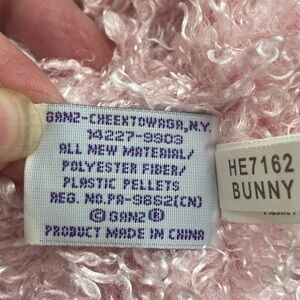 GANZ-CHEEKTOWAGA,N.Y.
14227-9303
ALL NEW MATERIAL/
POLYESTER FIBER/
PLASTIC PELLETS
REG. NO.PA-9862(CN)
©GANZ®
PRODUCT MADE IN CHINA
HE7162
BUNNY